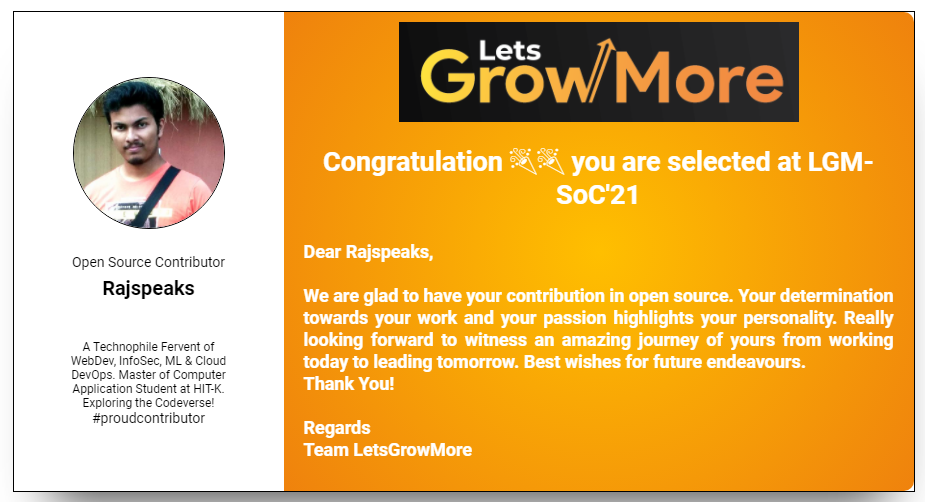 Open Source Contributor
Rajspeaks
A Technophile Fervent of
WebDev, InfoSec, ML & Cloud
DevOps. Master of Computer
Application Student at HIT-K.
Exploring the Codeverse!
#proudcontributor
Lets
GrowMore
Congratulation 🎉🎉 you are selected at LGM-
SoC'21
Dear Rajspeaks,
We are glad to have your contribution in open source. Your determination
towards your work and your passion highlights your personality. Really
looking forward to witness an amazing journey of yours from working
today to leading tomorrow. Best wishes for future endeavours.
Thank You!
Regards
Team LetsGrowMore